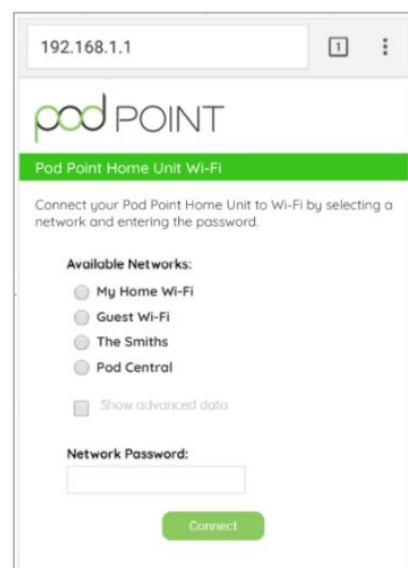 192.168.1.1
1
pod POINT
Pod Point Home Unit Wi-Fi
Connect your Pod Point Home Unit to Wi-Fi by selecting a
network and entering the password.
Available Networks:
My Home Wi-Fi
Guest Wi-Fi
The Smiths
Pod Central
Show advanced data
Network Password:
Connect